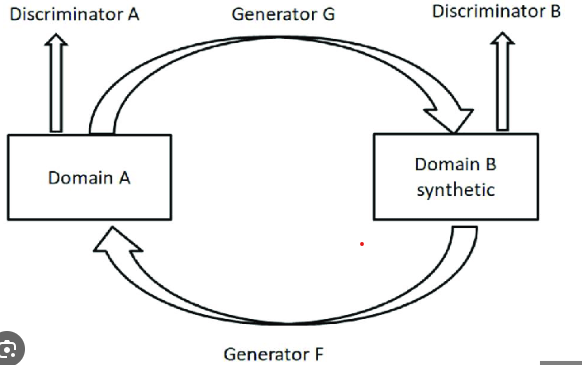 Discriminator A
Generator G
Discriminator B
Domain A
Domain B
synthetic
Generator F